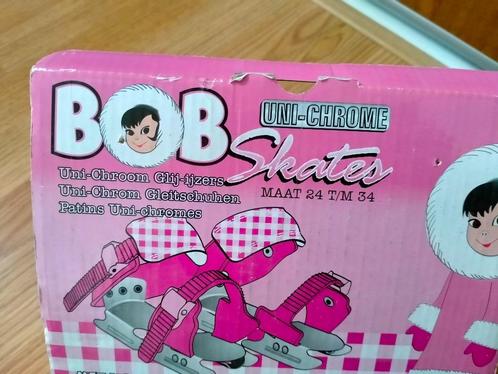 BOB
UNI-CHROME
Skates
MAAT 24 T/M 34
Uni-Chroom Glij-ijzers
Uni-Chrom Gleitschuhen
Patins Uni-chromes